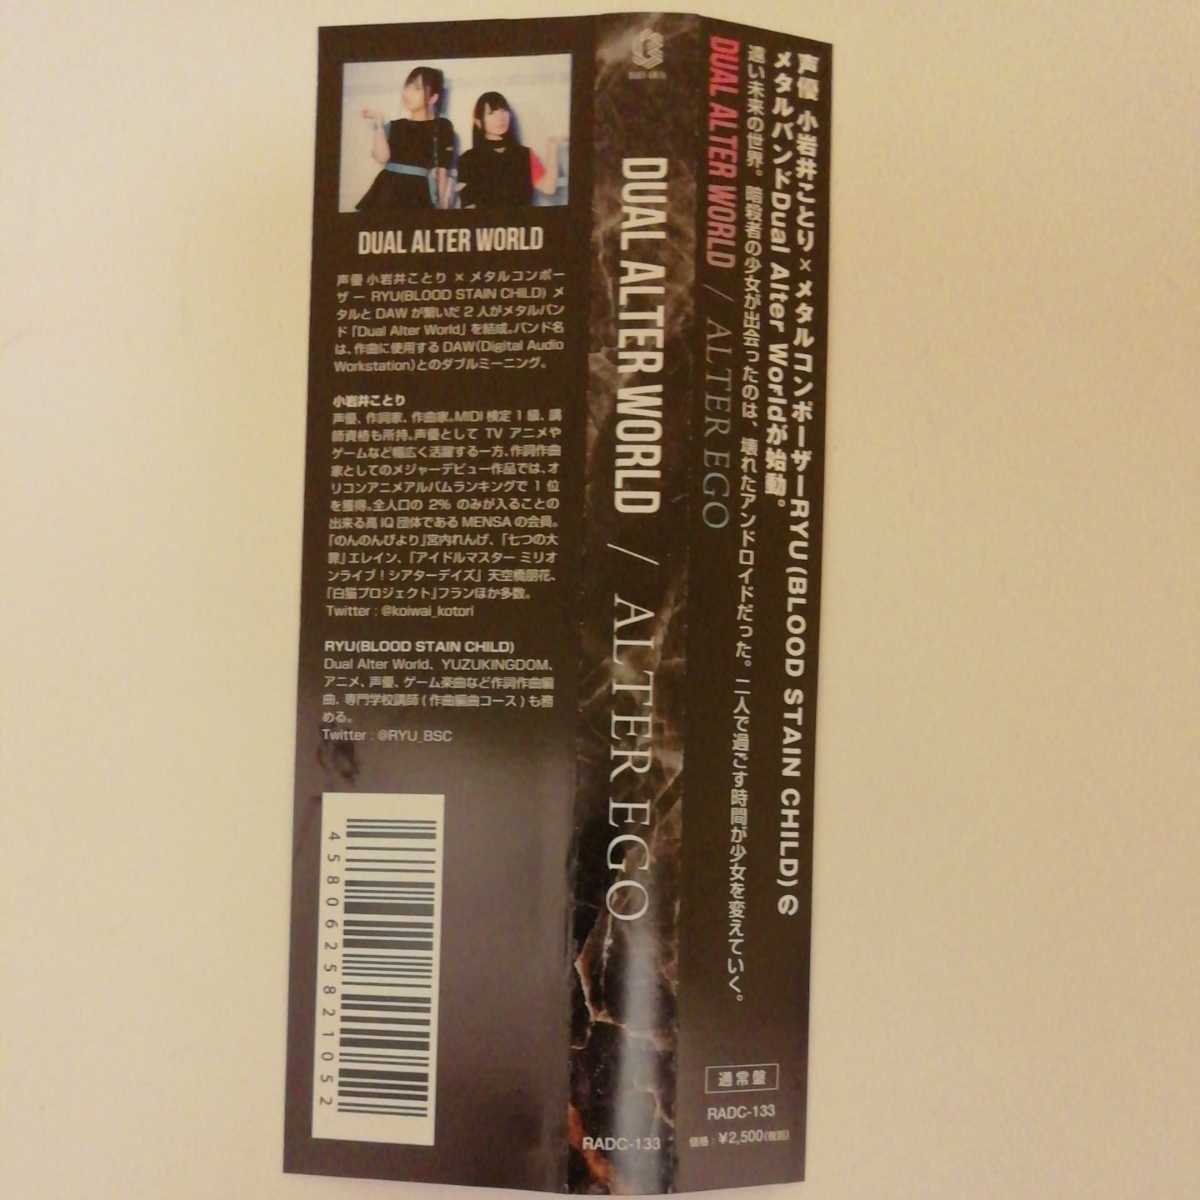 DUAL ALTER WORLD
声優 小岩井ことり × メタルコンポー
ザー RYU(BLOOD STAIN CHILD) メ
タルと DAW が繋いだ 2 人がメタルバン
ド「Dual Alter World」を結成。バンド名
は、作曲に使用する DAW(Digital Audio
Workstation)とのダブルミーニング。
小岩井ことり
声優、作詞家、作曲家。MIDI 検定 1 級、講
師資格も所持。声優として TV アニメや
ゲームなど幅広く活躍する一方、作詞作曲
家としてのメジャーデビュー作品では、オ
リコンアニメアルバムランキングで 1 位
を獲得。全人口の 2% のみが入ることの
出来る高 IQ 団体である MENSA の会員。
「のんのんびより」宮内れんげ、「七つの大
罪」エレイン、「アイドルマスター ミリオ
ンライブ！シアターデイズ」 天空橋朋花、
「白猫プロジェクト」フランほか多数。
Twitter : @koiwai_kotori
RYU(BLOOD STAIN CHILD)
Dual Alter World、YUZUKINGDOM、
アニメ、声優、ゲーム楽曲など作詞作曲編
曲、専門学校講師 ( 作曲編曲コース ) も務
める。
Twitter : @RYU_BSC
4580625821052
DUAL ALTER WORLD / ALTER EGO
RADC-133
声優 小岩井ことり×メタルコンポーザーRYU(BLOOD STAIN CHILD)の
メタルバンドDual Alter Worldが始動。
遠い未来の世界。暗殺者の少女が出会ったのは、壊れたアンドロイドだった。二人で過ごす時間が少女を変えていく。
DUAL ALTER WORLD / ALTER EGO
通常盤
RADC-133
価格：¥2,500(税別)